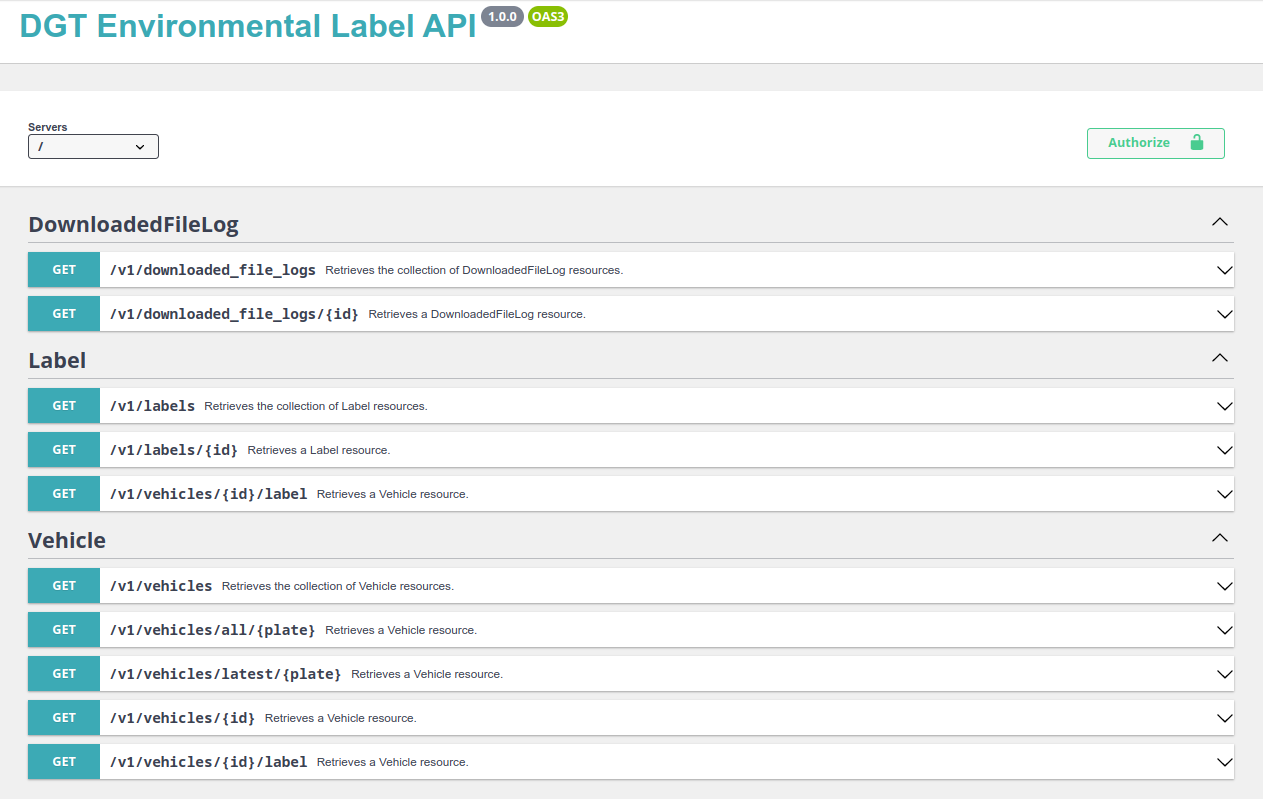 DGT Environmental Label API 1.0.0 OAS3
Servers
/
Authorize
DownloadedFileLog
GET /v1/downloaded_file_logs Retrieves the collection of DownloadedFileLog resources.
GET /v1/downloaded_file_logs/{id} Retrieves a DownloadedFileLog resource.
Label
GET /v1/labels Retrieves the collection of Label resources.
GET /v1/labels/{id} Retrieves a Label resource.
GET /v1/vehicles/{id}/label Retrieves a Vehicle resource.
Vehicle
GET /v1/vehicles Retrieves the collection of Vehicle resources.
GET /v1/vehicles/all/{plate} Retrieves a Vehicle resource.
GET /v1/vehicles/latest/{plate} Retrieves a Vehicle resource.
GET /v1/vehicles/{id} Retrieves a Vehicle resource.
GET /v1/vehicles/{id}/label Retrieves a Vehicle resource.